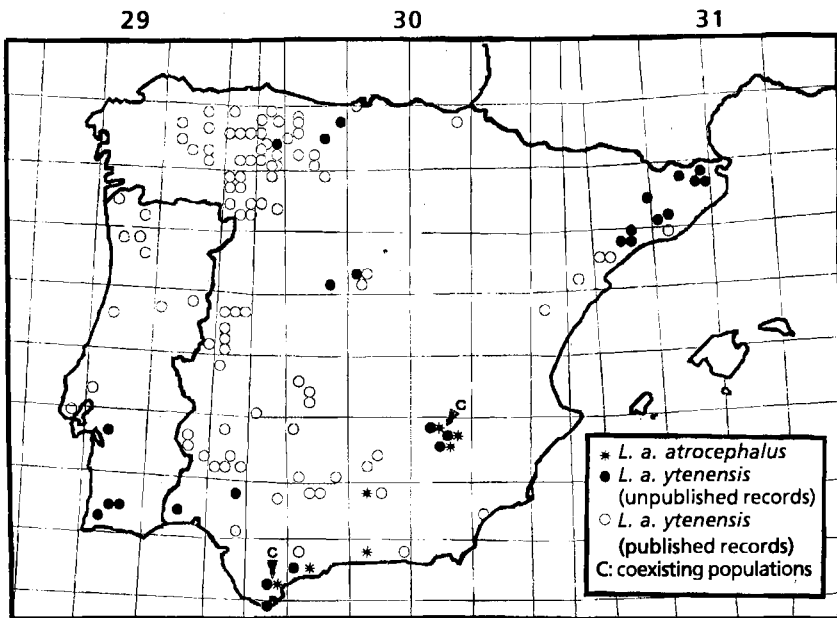 29 30 31
C
C
* L. a. atrocephalus
● L. a. ytenensis
(unpublished records)
○ L. a. ytenensis
(published records)
C: coexisting populations